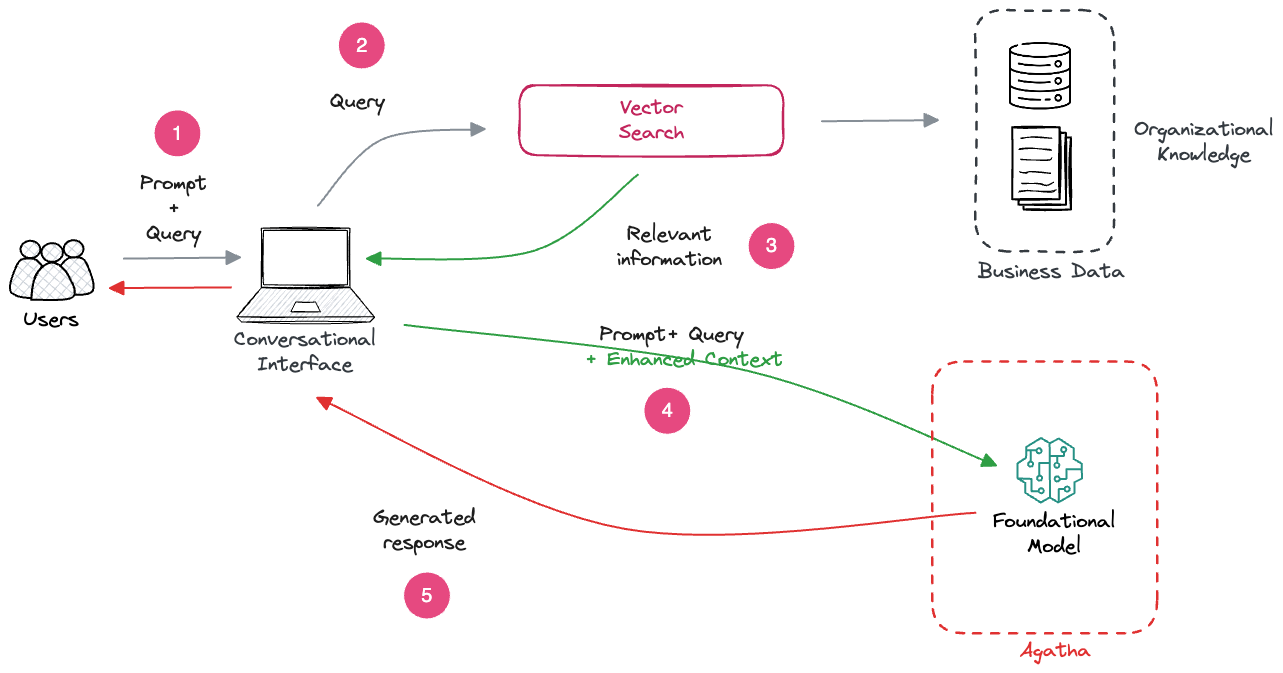 1
Prompt
+
Query
Users
Conversational
Interface
2
Query
Vector
Search
Organizational
Knowledge
Business Data
Relevant
information
3
Prompt+ Query
+ Enhanced Context
4
Foundational
Model
Agatha
Generated
response
5